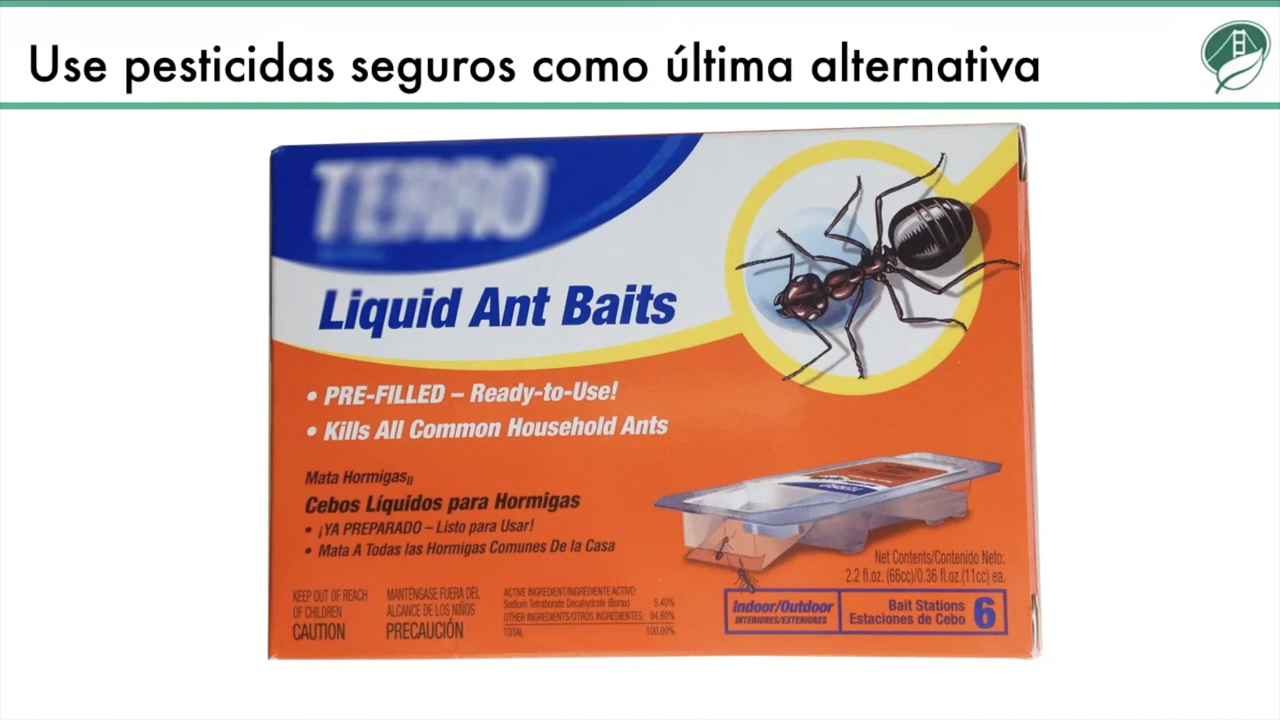 Use pesticidas seguros como última alternativa
TERRO
Liquid Ant Baits
• PRE-FILLED – Ready-to-Use!
• Kills All Common Household Ants
Mata Hormigas II
Cebos Líquidos para Hormigas
• ¡YA PREPARADO – Listo para Usar!
• Mata A Todas las Hormigas Comunes De la Casa
KEEP OUT OF REACH
OF CHILDREN
CAUTION
MANTÉNGASE FUERA DEL
ALCANCE DE LOS NIÑOS
PRECAUCIÓN
ACTIVE INGREDIENT/INGREDIENTE ACTIVO:
Sodium Tetraborate Decahydrate (Borax) 5.40%
OTHER INGREDIENTS/OTROS INGREDIENTES: 94.60%
TOTAL 100.00%
Net Contents/Contenido Neto:
2.2 fl.oz. (66cc)/0.36 fl.oz.(11cc) ea.
Indoor/Outdoor
INTERIORES/EXTERIORES
Bait Stations
Estaciones de Cebo 6